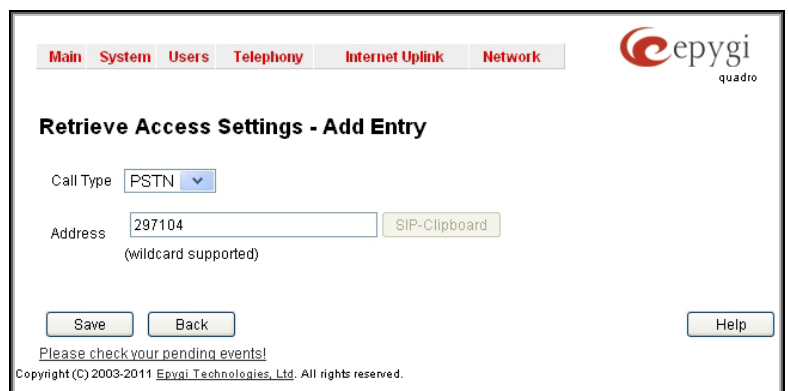 epygi
quadro
Main System Users Telephony Internet Uplink Network
Retrieve Access Settings - Add Entry
Call Type PSTN
Address 297104 SIP-Clipboard
(wildcard supported)
Save Back Help
Please check your pending events!
Copyright (C) 2003-2011 Epygi Technologies, Ltd. All rights reserved.